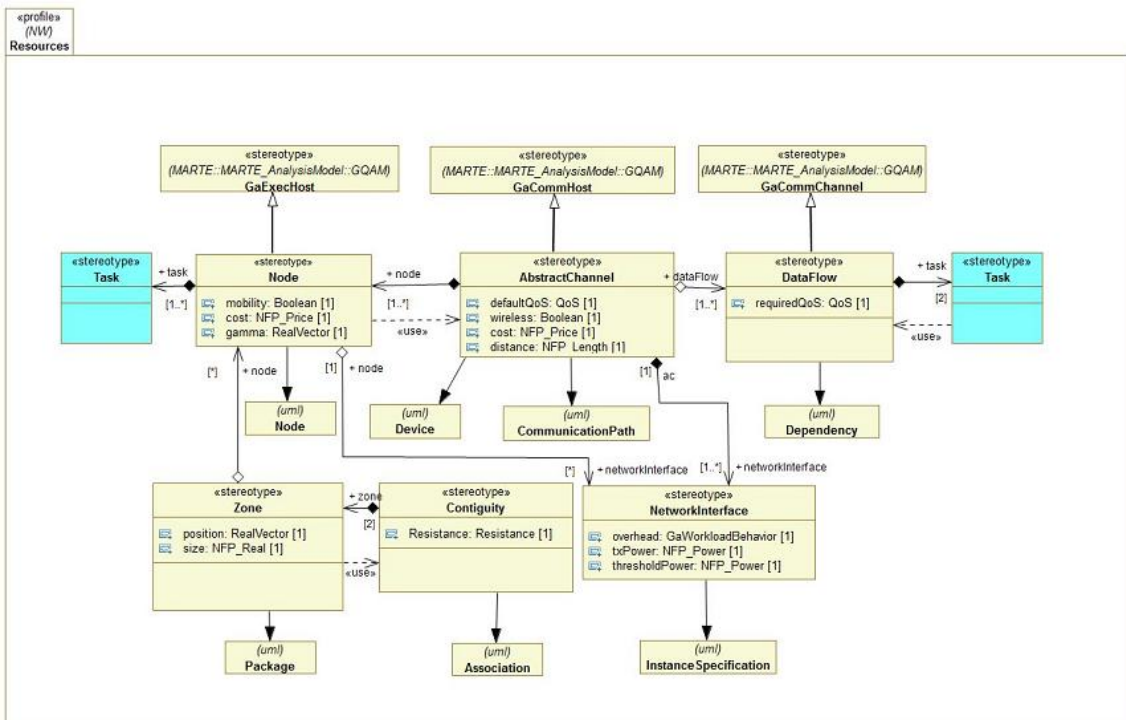 «profile»
(NW)
Resources
«stereotype»
(MARTE::MARTE_AnalysisModel::GQAM)
GaExecHost
«stereotype»
(MARTE::MARTE_AnalysisModel::GQAM)
GaCommHost
«stereotype»
(MARTE::MARTE_AnalysisModel::GQAM)
GaCommChannel
«stereotype»
Task
+ task
[1..*]
«stereotype»
Node
mobility: Boolean [1]
cost: NFP_Price [1]
gamma: RealVector [1]
+ node
[1..*]
«use»
«stereotype»
AbstractChannel
defaultQoS: QoS [1]
wireless: Boolean [1]
cost: NFP_Price [1]
distance: NFP_Length [1]
+ dataFlow
[1..*]
«stereotype»
DataFlow
requiredQoS: QoS [1]
+ task
[2]
«use»
«stereotype»
Task
[*]
+ node
[1]
+ node
[1]
ac
(uml)
Node
(uml)
Device
(uml)
CommunicationPath
(uml)
Dependency
[*]
+ networkInterface
[1..*]
+ networkInterface
«stereotype»
Zone
position: RealVector [1]
size: NFP_Real [1]
+ zone
[2]
«use»
«stereotype»
Contiguity
Resistance: Resistance [1]
«stereotype»
NetworkInterface
overhead: GaWorkloadBehavior [1]
txPower: NFP_Power [1]
thresholdPower: NFP_Power [1]
(uml)
Package
(uml)
Association
(uml)
InstanceSpecification